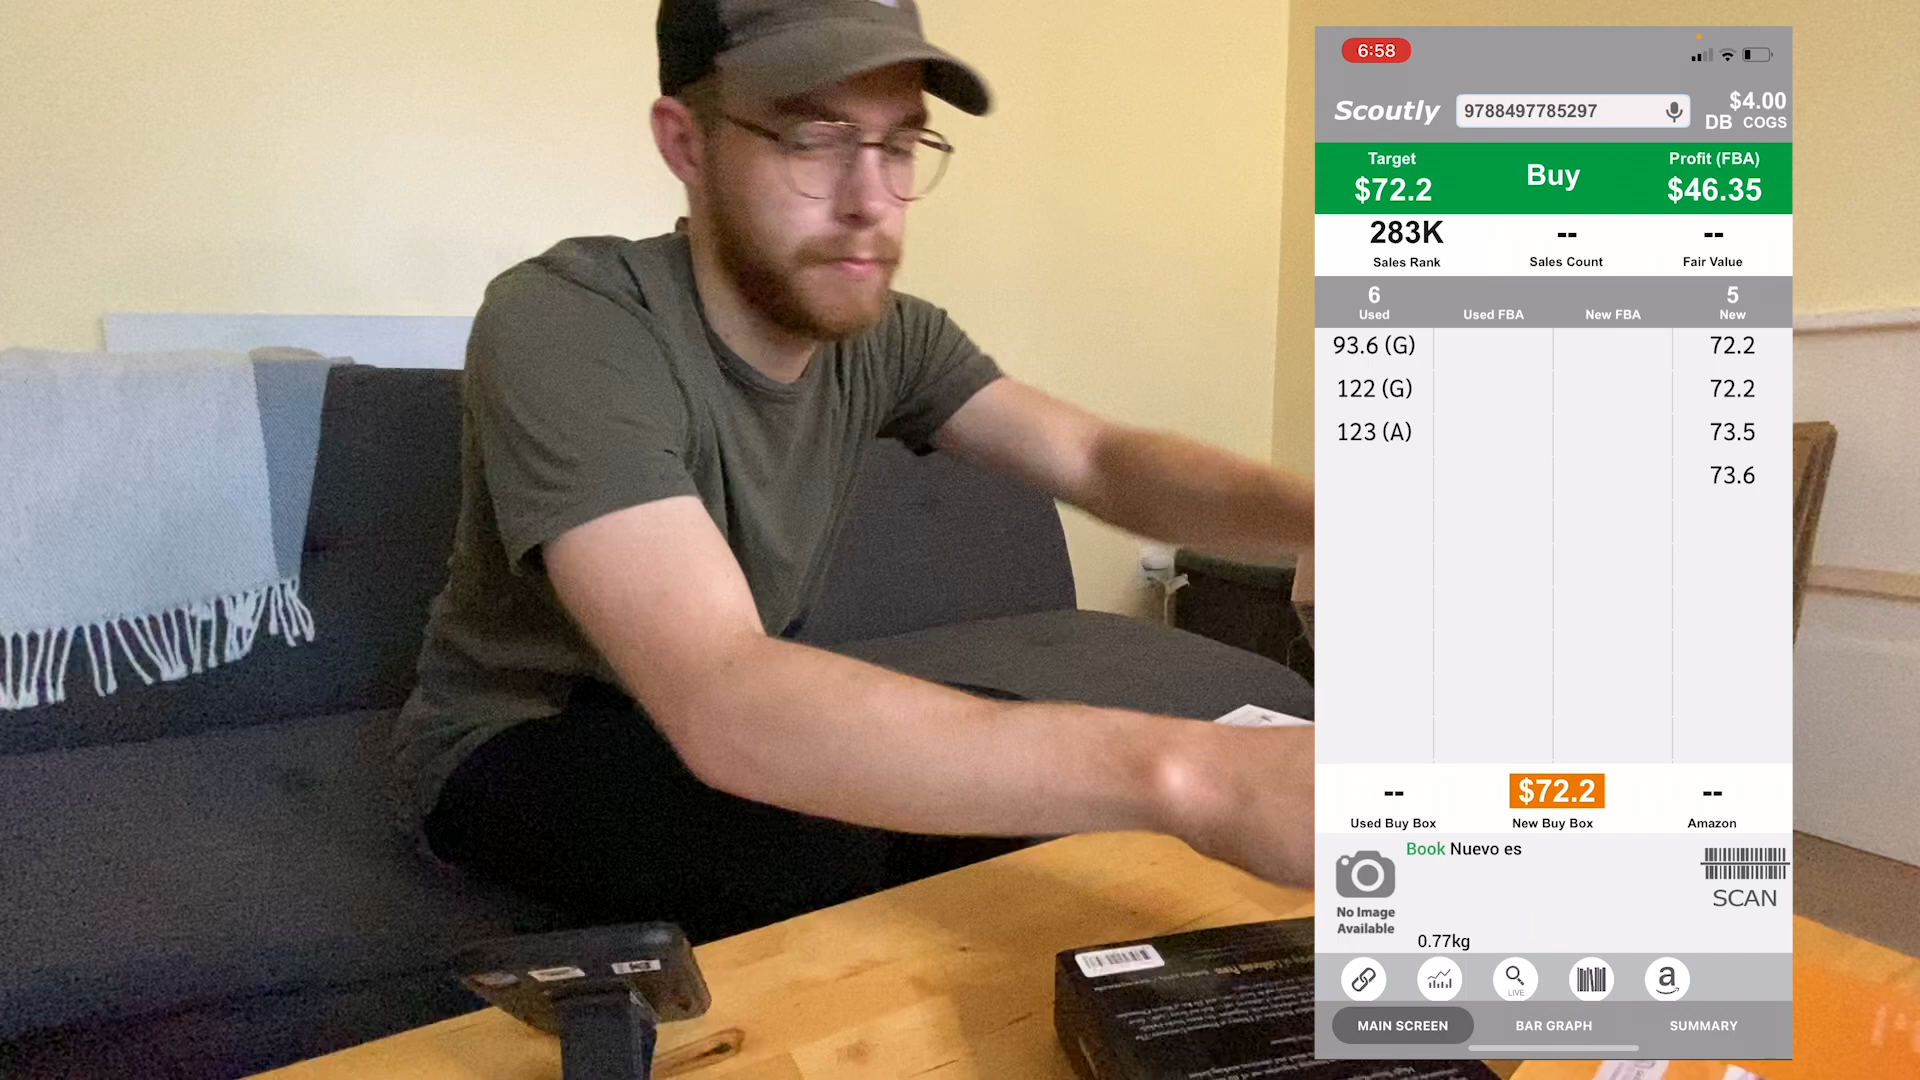 6:58
Scoutly
9788497785297
$4.00
DB COGS
Target
$72.2
Buy
Profit (FBA)
$46.35
283K
Sales Rank
--
Sales Count
--
Fair Value
6
Used
Used FBA
New FBA
5
New
93.6 (G)
72.2
122 (G)
72.2
123 (A)
73.5
73.6
--
Used Buy Box
$72.2
New Buy Box
--
Amazon
Book Nuevo es
No Image
Available
0.77kg
SCAN
LIVE
a
MAIN SCREEN
BAR GRAPH
SUMMARY